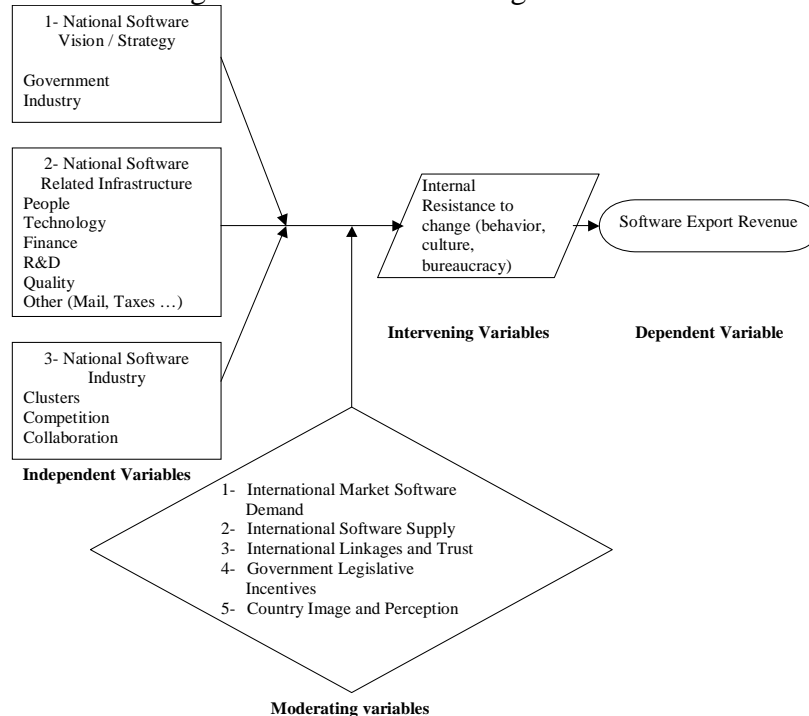 1- National Software
Vision / Strategy
Government
Industry
2- National Software
Related Infrastructure
People
Technology
Finance
R&D
Quality
Other (Mail, Taxes …)
3- National Software
Industry
Clusters
Competition
Collaboration
Independent Variables
Internal
Resistance to
change (behavior,
culture,
bureaucracy)
Intervening Variables
Software Export Revenue
Dependent Variable
1- International Market Software
Demand
2- International Software Supply
3- International Linkages and Trust
4- Government Legislative
Incentives
5- Country Image and Perception
Moderating variables